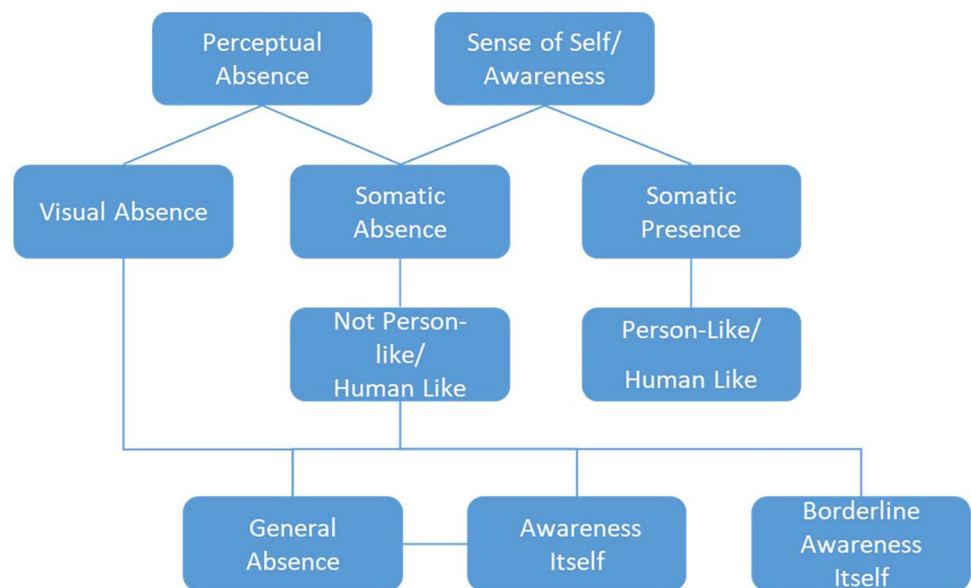 Perceptual
Absence
Sense of Self/
Awareness
Visual Absence
Somatic
Absence
Somatic
Presence
Not Person-
like/
Human Like
Person-Like/
Human Like
General
Absence
Awareness
Itself
Borderline
Awareness
Itself